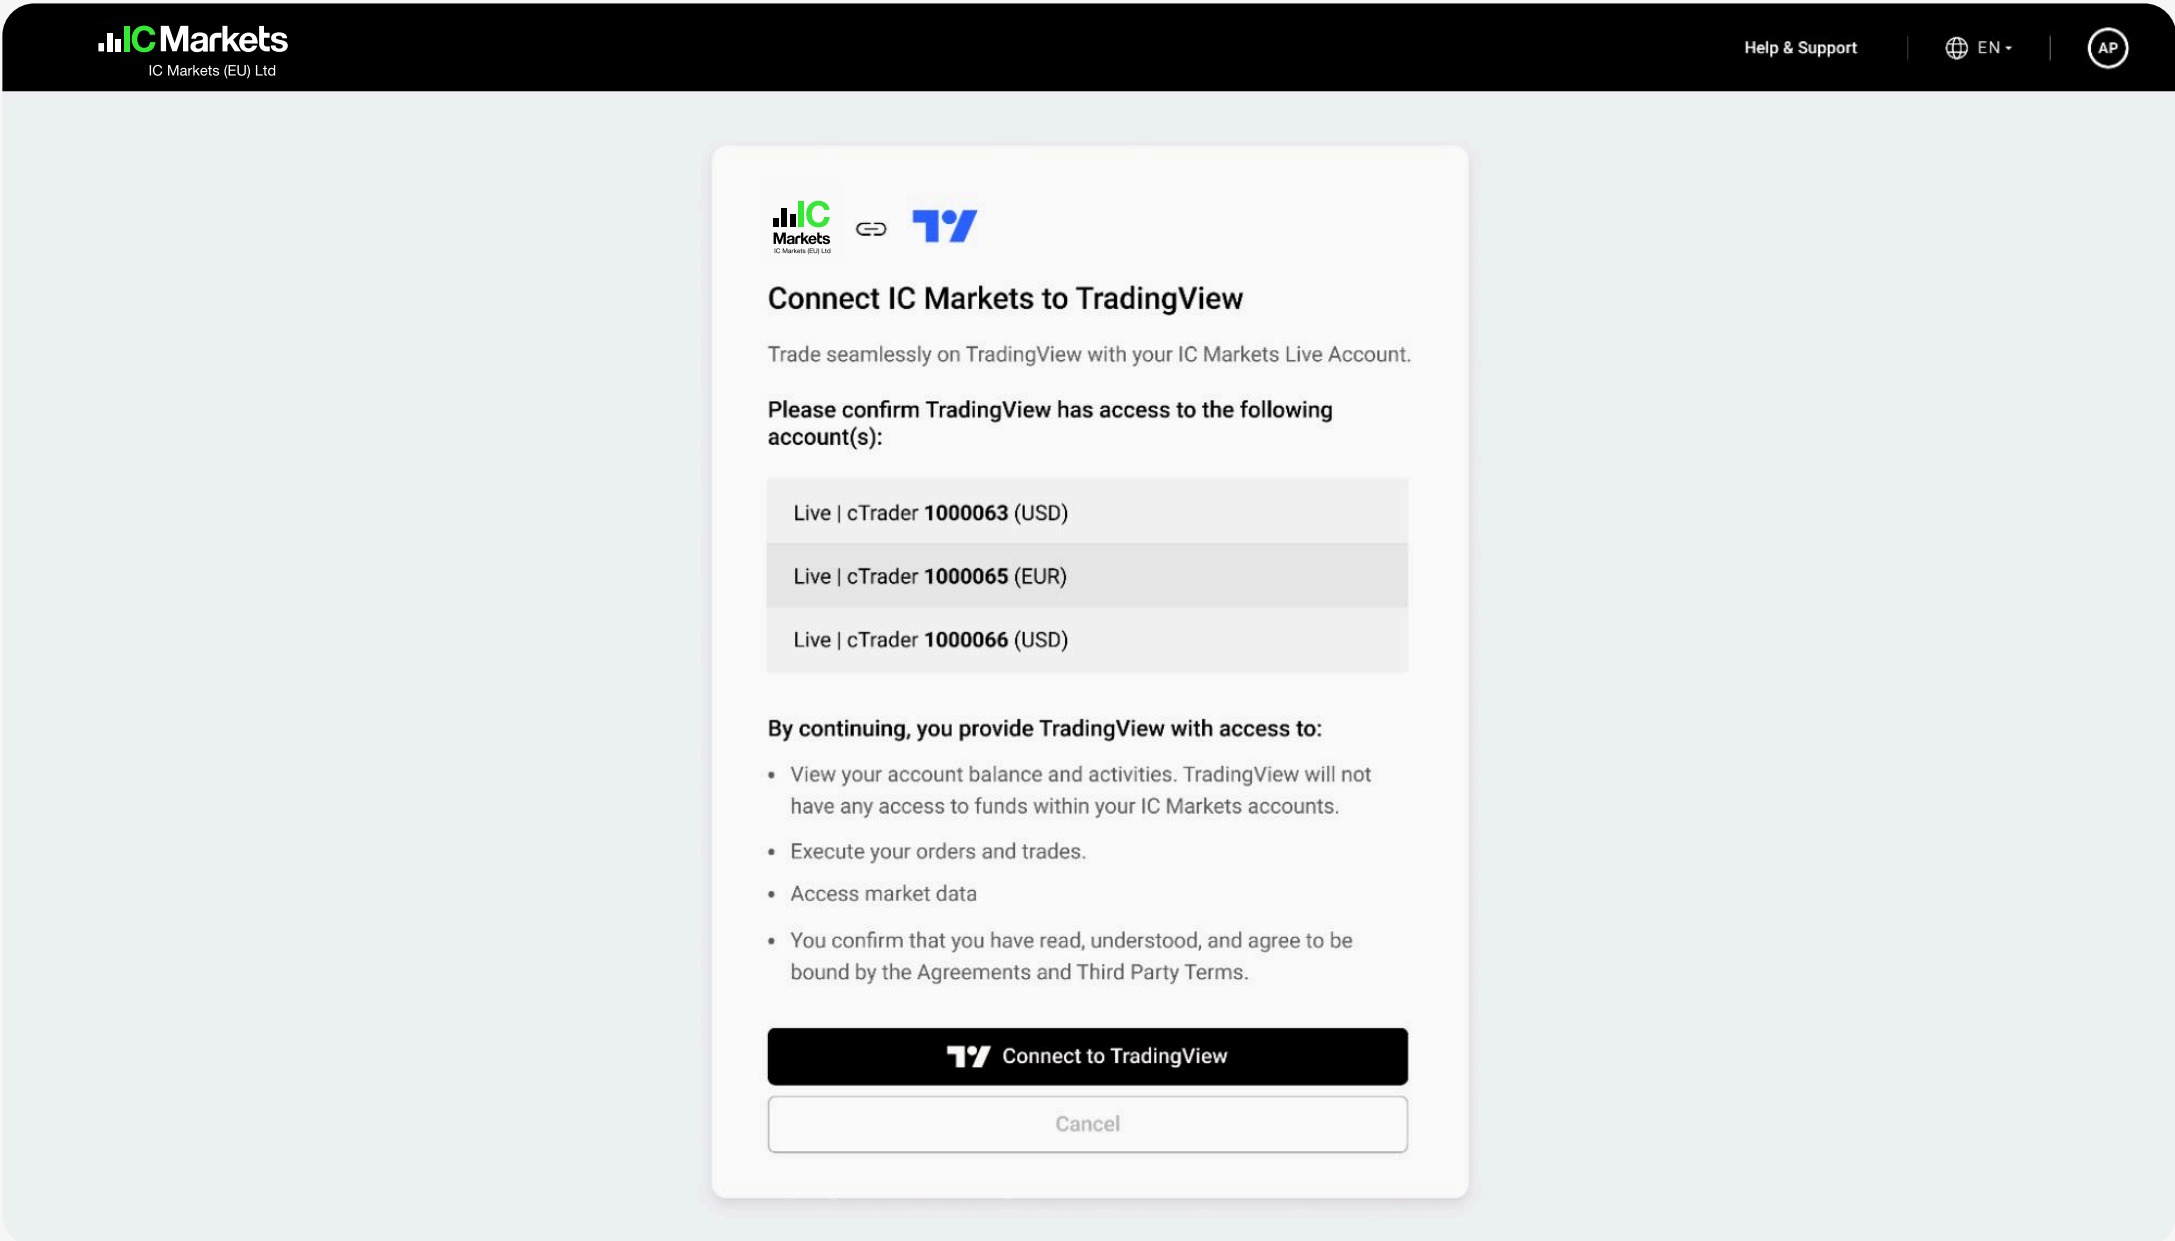 IC Markets
IC Markets (EU) Ltd
Help & Support
EN
AP
IC
Markets
IC Markets (EU) Ltd
Connect IC Markets to TradingView
Trade seamlessly on TradingView with your IC Markets Live Account.
Please confirm TradingView has access to the following
account(s):
Live | cTrader 1000063 (USD)
Live | cTrader 1000065 (EUR)
Live | cTrader 1000066 (USD)
By continuing, you provide TradingView with access to:
• View your account balance and activities. TradingView will not
have any access to funds within your IC Markets accounts.
• Execute your orders and trades.
• Access market data
• You confirm that you have read, understood, and agree to be
bound by the Agreements and Third Party Terms.
Connect to TradingView
Cancel